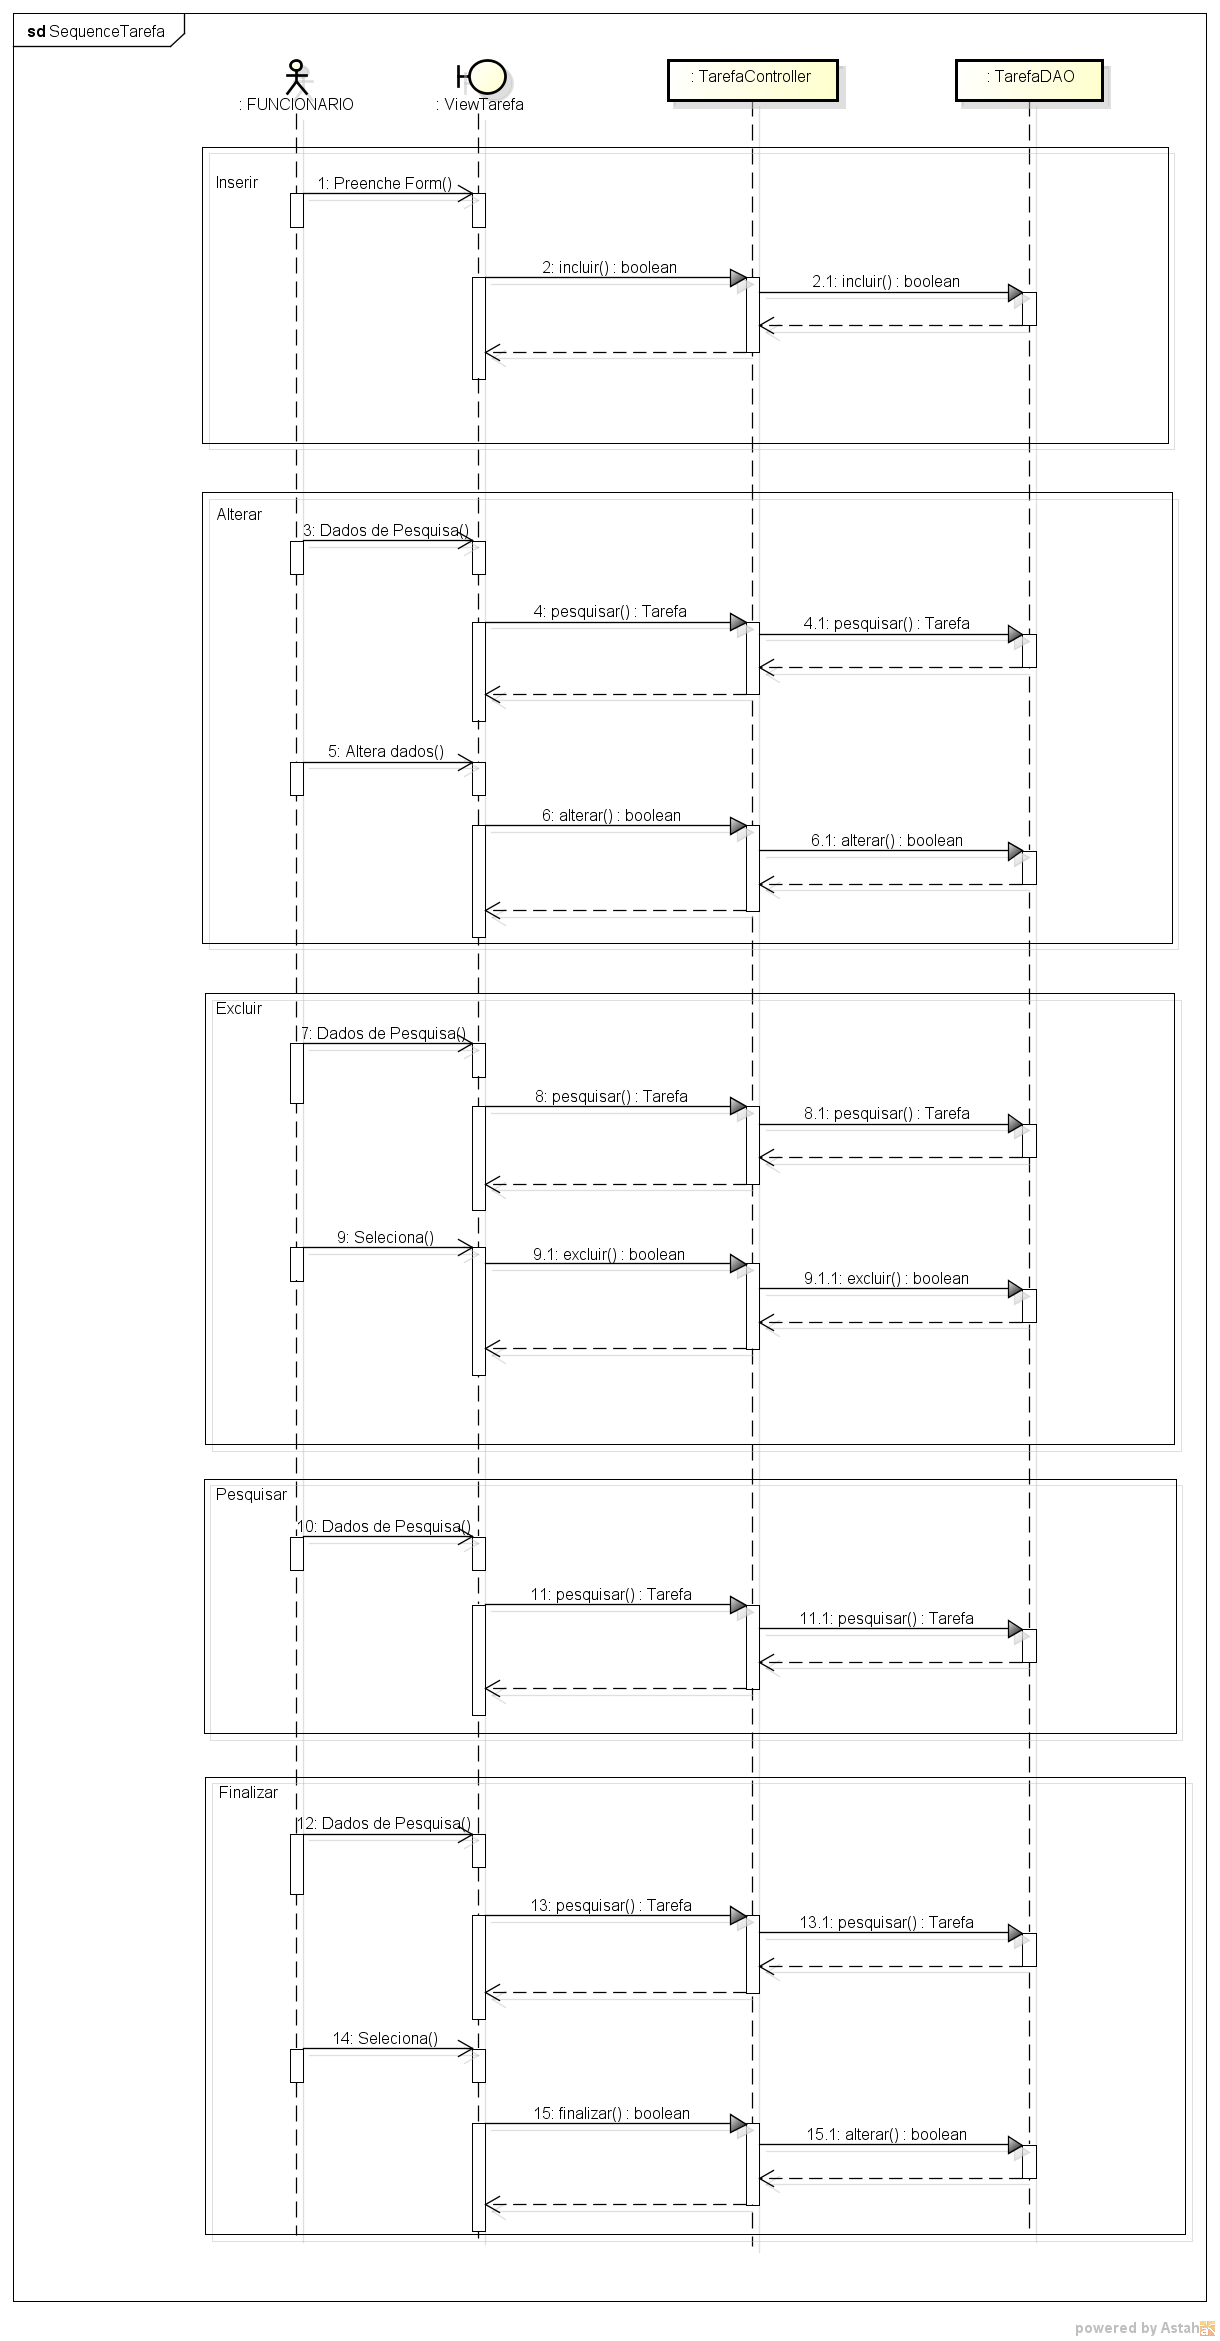 sd SequenceTarefa
: FUNCIONARIO
: ViewTarefa
: TarefaController
: TarefaDAO
Inserir
1: Preenche Form()
2: incluir() : boolean
2.1: incluir() : boolean
Alterar
3: Dados de Pesquisa()
4: pesquisar() : Tarefa
4.1: pesquisar() : Tarefa
5: Altera dados()
6: alterar() : boolean
6.1: alterar() : boolean
Excluir
7: Dados de Pesquisa()
8: pesquisar() : Tarefa
8.1: pesquisar() : Tarefa
9: Seleciona()
9.1: excluir() : boolean
9.1.1: excluir() : boolean
Pesquisar
10: Dados de Pesquisa()
11: pesquisar() : Tarefa
11.1: pesquisar() : Tarefa
Finalizar
12: Dados de Pesquisa()
13: pesquisar() : Tarefa
13.1: pesquisar() : Tarefa
14: Seleciona()
15: finalizar() : boolean
15.1: alterar() : boolean
powered by Astah